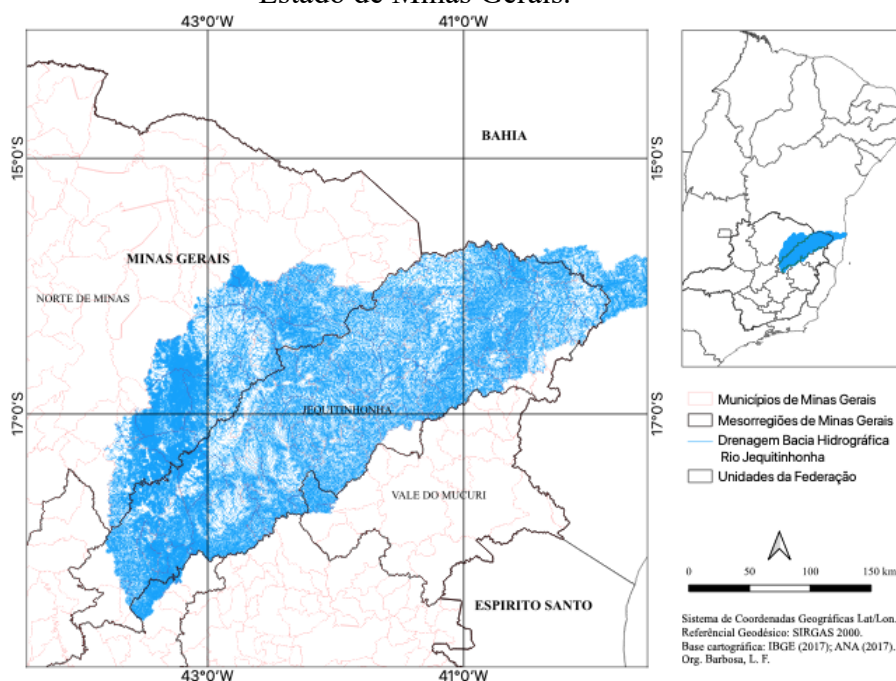 Estado de Minas Gerais.
43°0'W
41°0'W
15°0'S
15°0'S
BAHIA
MINAS GERAIS
NORTE DE MINAS
JEQUITINHONHA
17°0'S
17°0'S
VALE DO MUCURI
ESPIRITO SANTO
43°0'W
41°0'W
Municípios de Minas Gerais
Mesorregiões de Minas Gerais
Drenagem Bacia Hidrográfica
Rio Jequitinhonha
Unidades da Federação
0 50 100 150 km
Sistema de Coordenadas Geográficas Lat/Lon.
Referêncial Geodésico: SIRGAS 2000.
Base cartográfica: IBGE (2017); ANA (2017).
Org. Barbosa, L. F.